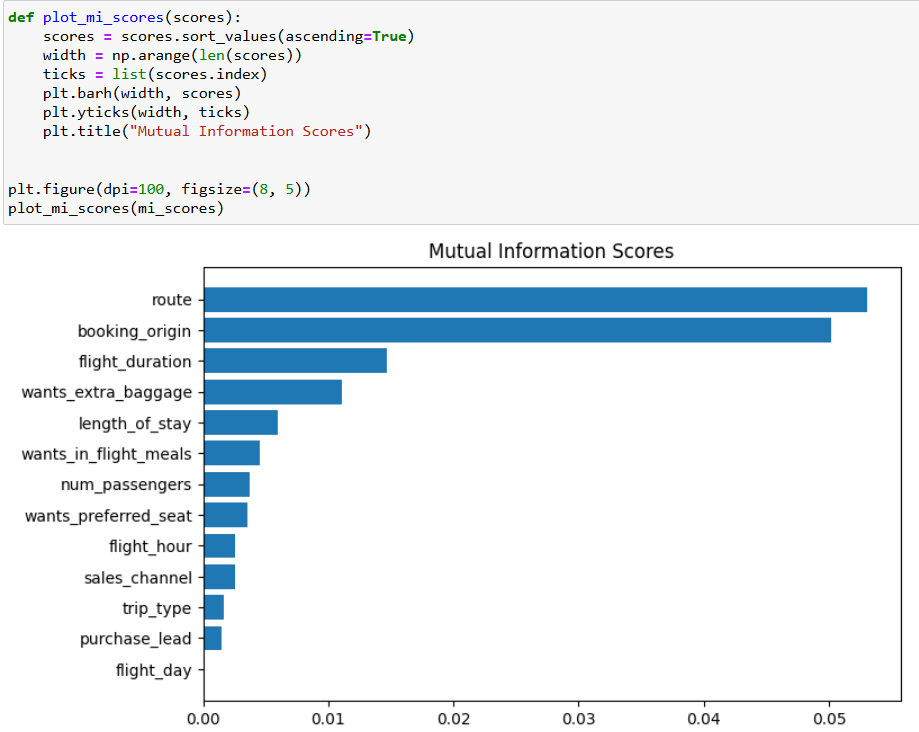 def plot_mi_scores(scores):
    scores = scores.sort_values(ascending=True)
    width = np.arange(len(scores))
    ticks = list(scores.index)
    plt.barh(width, scores)
    plt.yticks(width, ticks)
    plt.title("Mutual Information Scores")
plt.figure(dpi=100, figsize=(8, 5))
plot_mi_scores(mi_scores)
Mutual Information Scores
route
booking_origin
flight_duration
wants_extra_baggage
length_of_stay
wants_in_flight_meals
num_passengers
wants_preferred_seat
flight_hour
sales_channel
trip_type
purchase_lead
flight_day
0.00 0.01 0.02 0.03 0.04 0.05